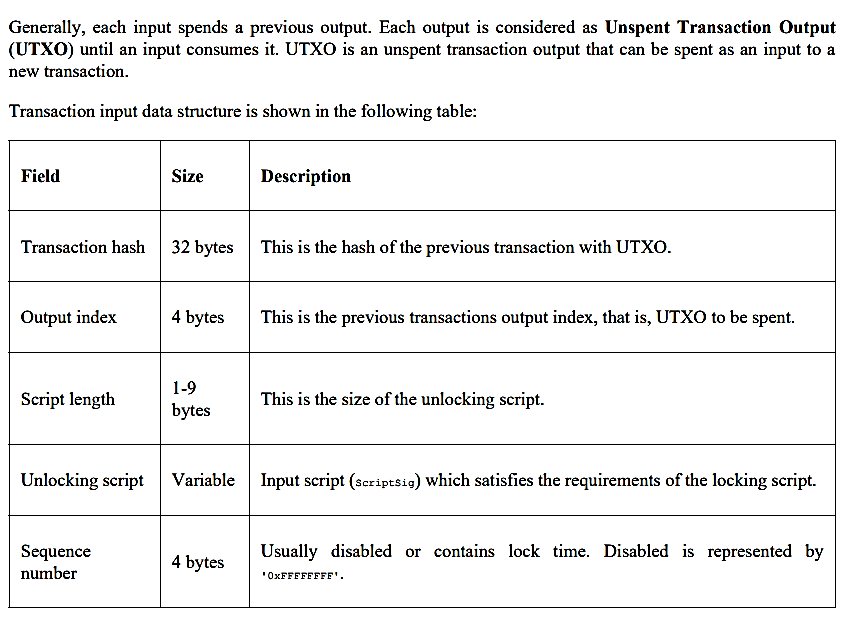 Generally, each input spends a previous output. Each output is considered as Unspent Transaction Output
(UTXO) until an input consumes it. UTXO is an unspent transaction output that can be spent as an input to a
new transaction.
Transaction input data structure is shown in the following table:
Field Size Description
Transaction hash 32 bytes This is the hash of the previous transaction with UTXO.
Output index 4 bytes This is the previous transactions output index, that is, UTXO to be spent.
Script length 1-9 bytes This is the size of the unlocking script.
Unlocking script Variable Input script (ScriptSig) which satisfies the requirements of the locking script.
Sequence number 4 bytes Usually disabled or contains lock time. Disabled is represented by
'0xFFFFFFFF'.